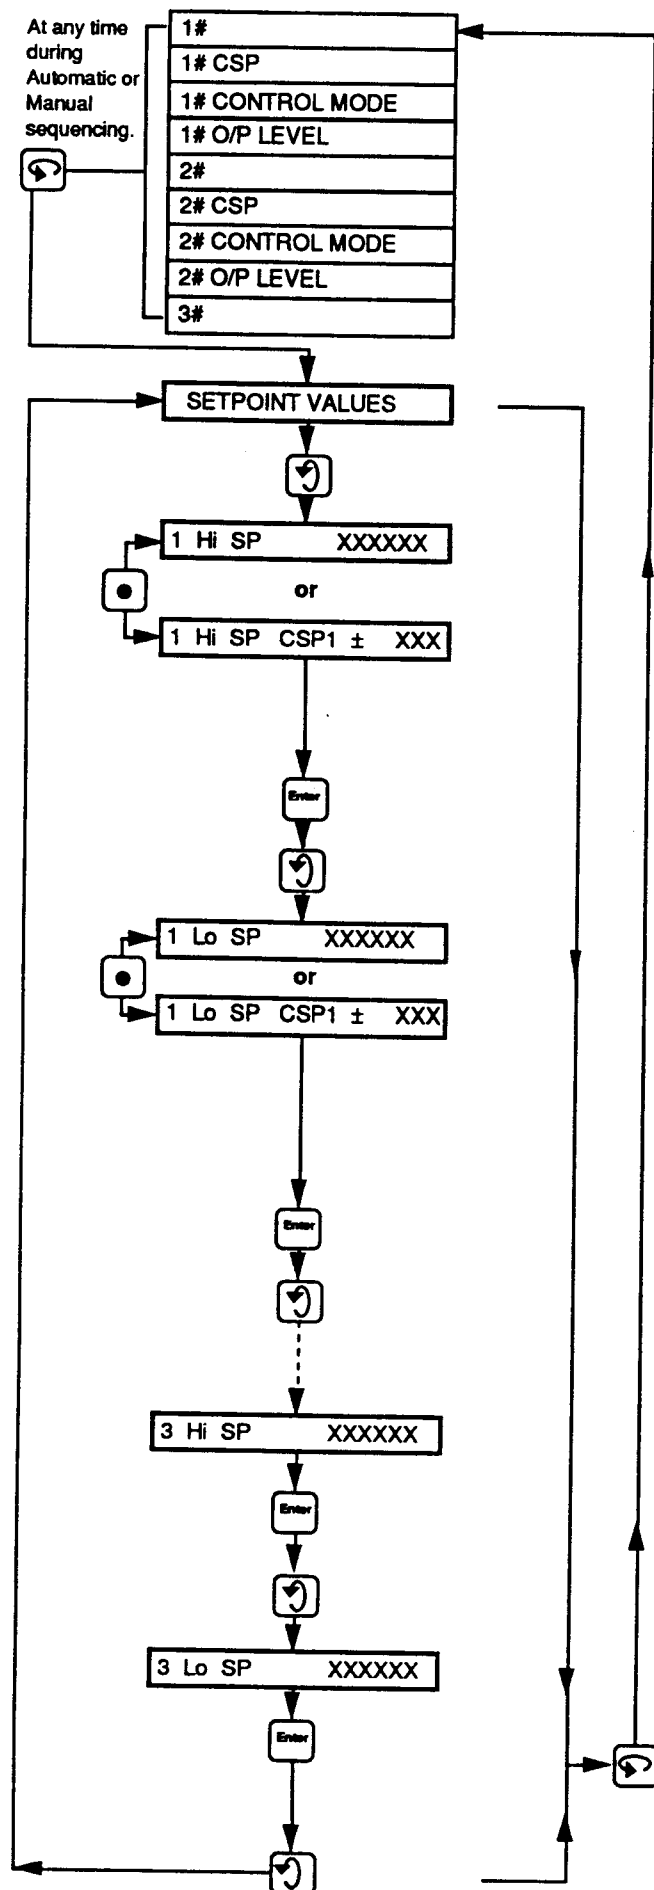 At any time
during
Automatic or
Manual
sequencing.
1#
1# CSP
1# CONTROL MODE
1# O/P LEVEL
2#
2# CSP
2# CONTROL MODE
2# O/P LEVEL
3#
SETPOINT VALUES
1 Hi SP XXXXXX
or
1 Hi SP CSP1 ± XXX
Enter
1 Lo SP XXXXXX
or
1 Lo SP CSP1 ± XXX
Enter
3 Hi SP XXXXXX
Enter
3 Lo SP XXXXXX
Enter